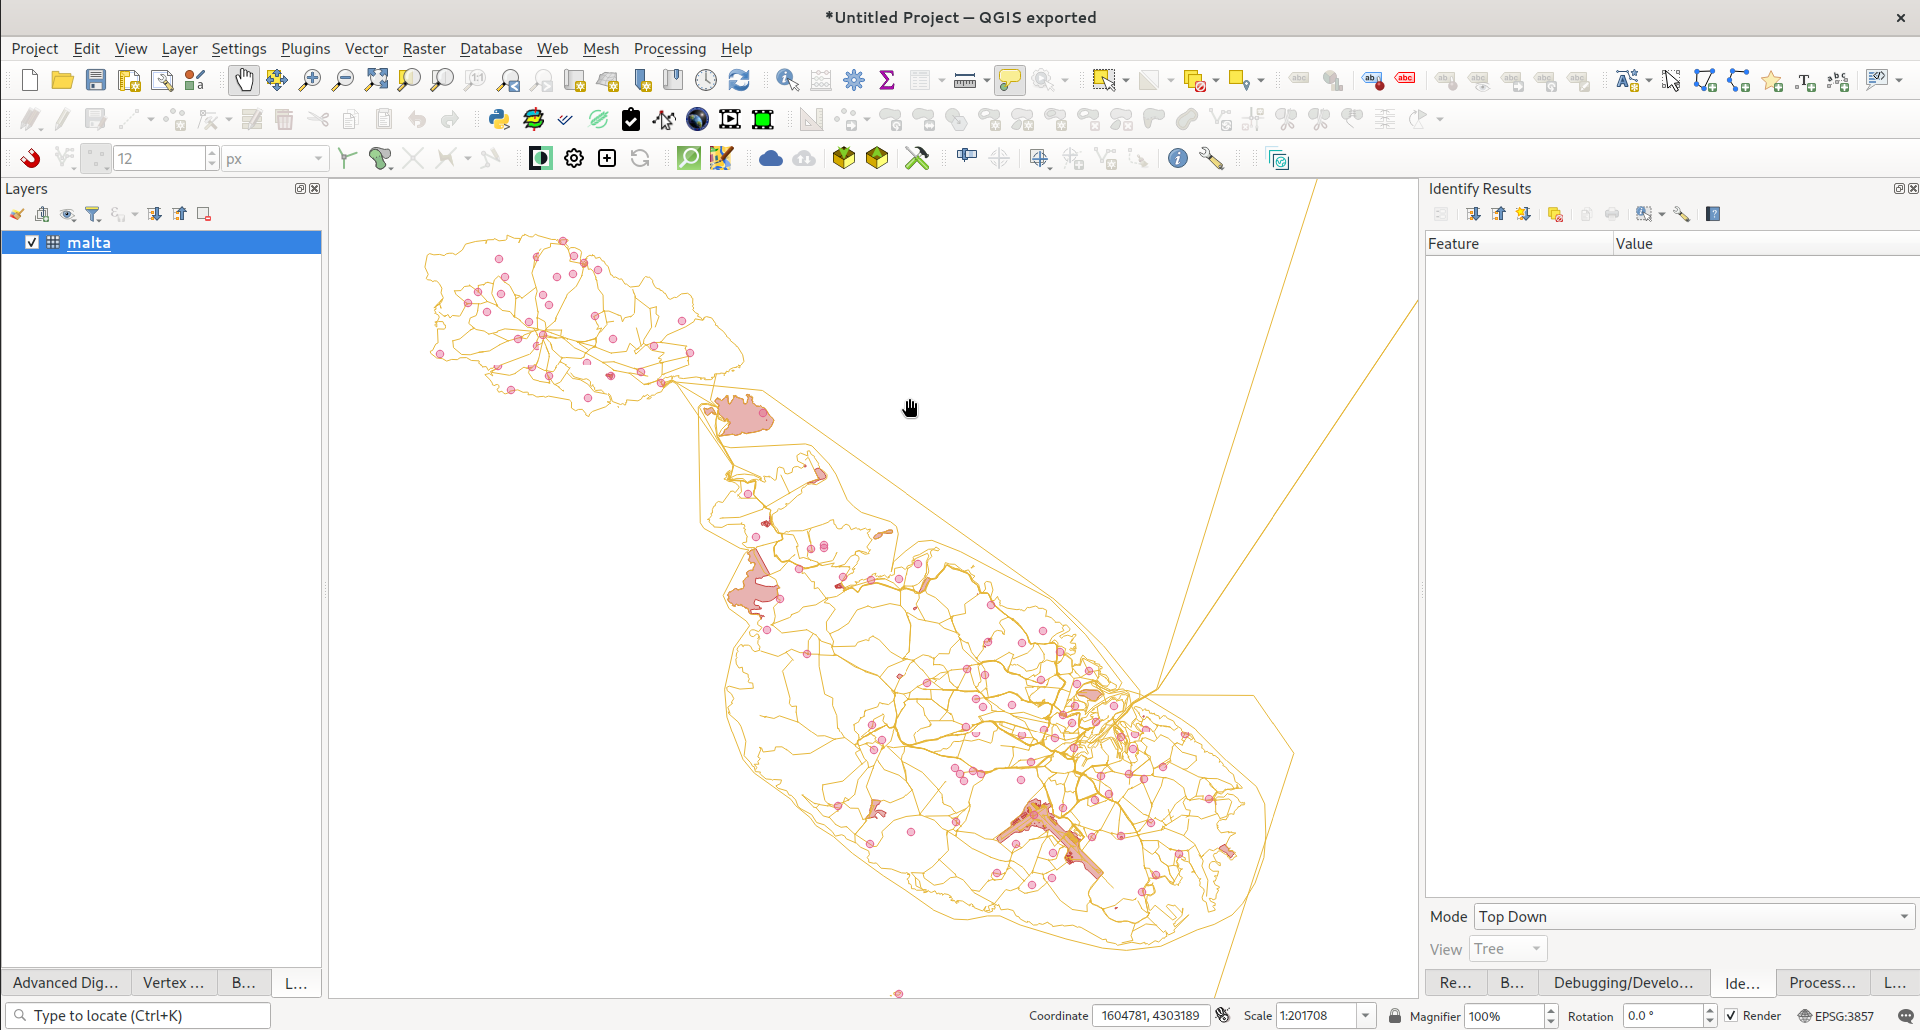 *Untitled Project — QGIS exported
Project Edit View Layer Settings Plugins Vector Raster Database Web Mesh Processing Help
12 px
Layers
malta
Identify Results
Feature Value
Mode Top Down
View Tree
Advanced Dig... Vertex ... B... L...
Re... B... Debugging/Develo... Ide... Process... L...
Type to locate (Ctrl+K) Coordinate 1604781, 4303189 Scale 1:201708 Magnifier 100% Rotation 0.0 ° Render EPSG:3857